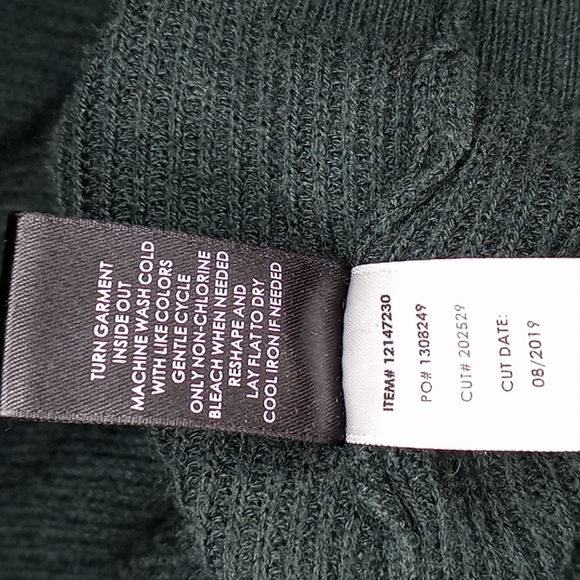 TURN GARMENT
INSIDE OUT
MACHINE WASH COLD
WITH LIKE COLORS
GENTLE CYCLE
ONLY NON-CHLORINE
BLEACH WHEN NEEDED
RESHAPE AND
LAY FLAT TO DRY
COOL IRON IF NEEDED
ITEM# 12147230
PO# 1308249
CUT# 202529
CUT DATE:
08/2019